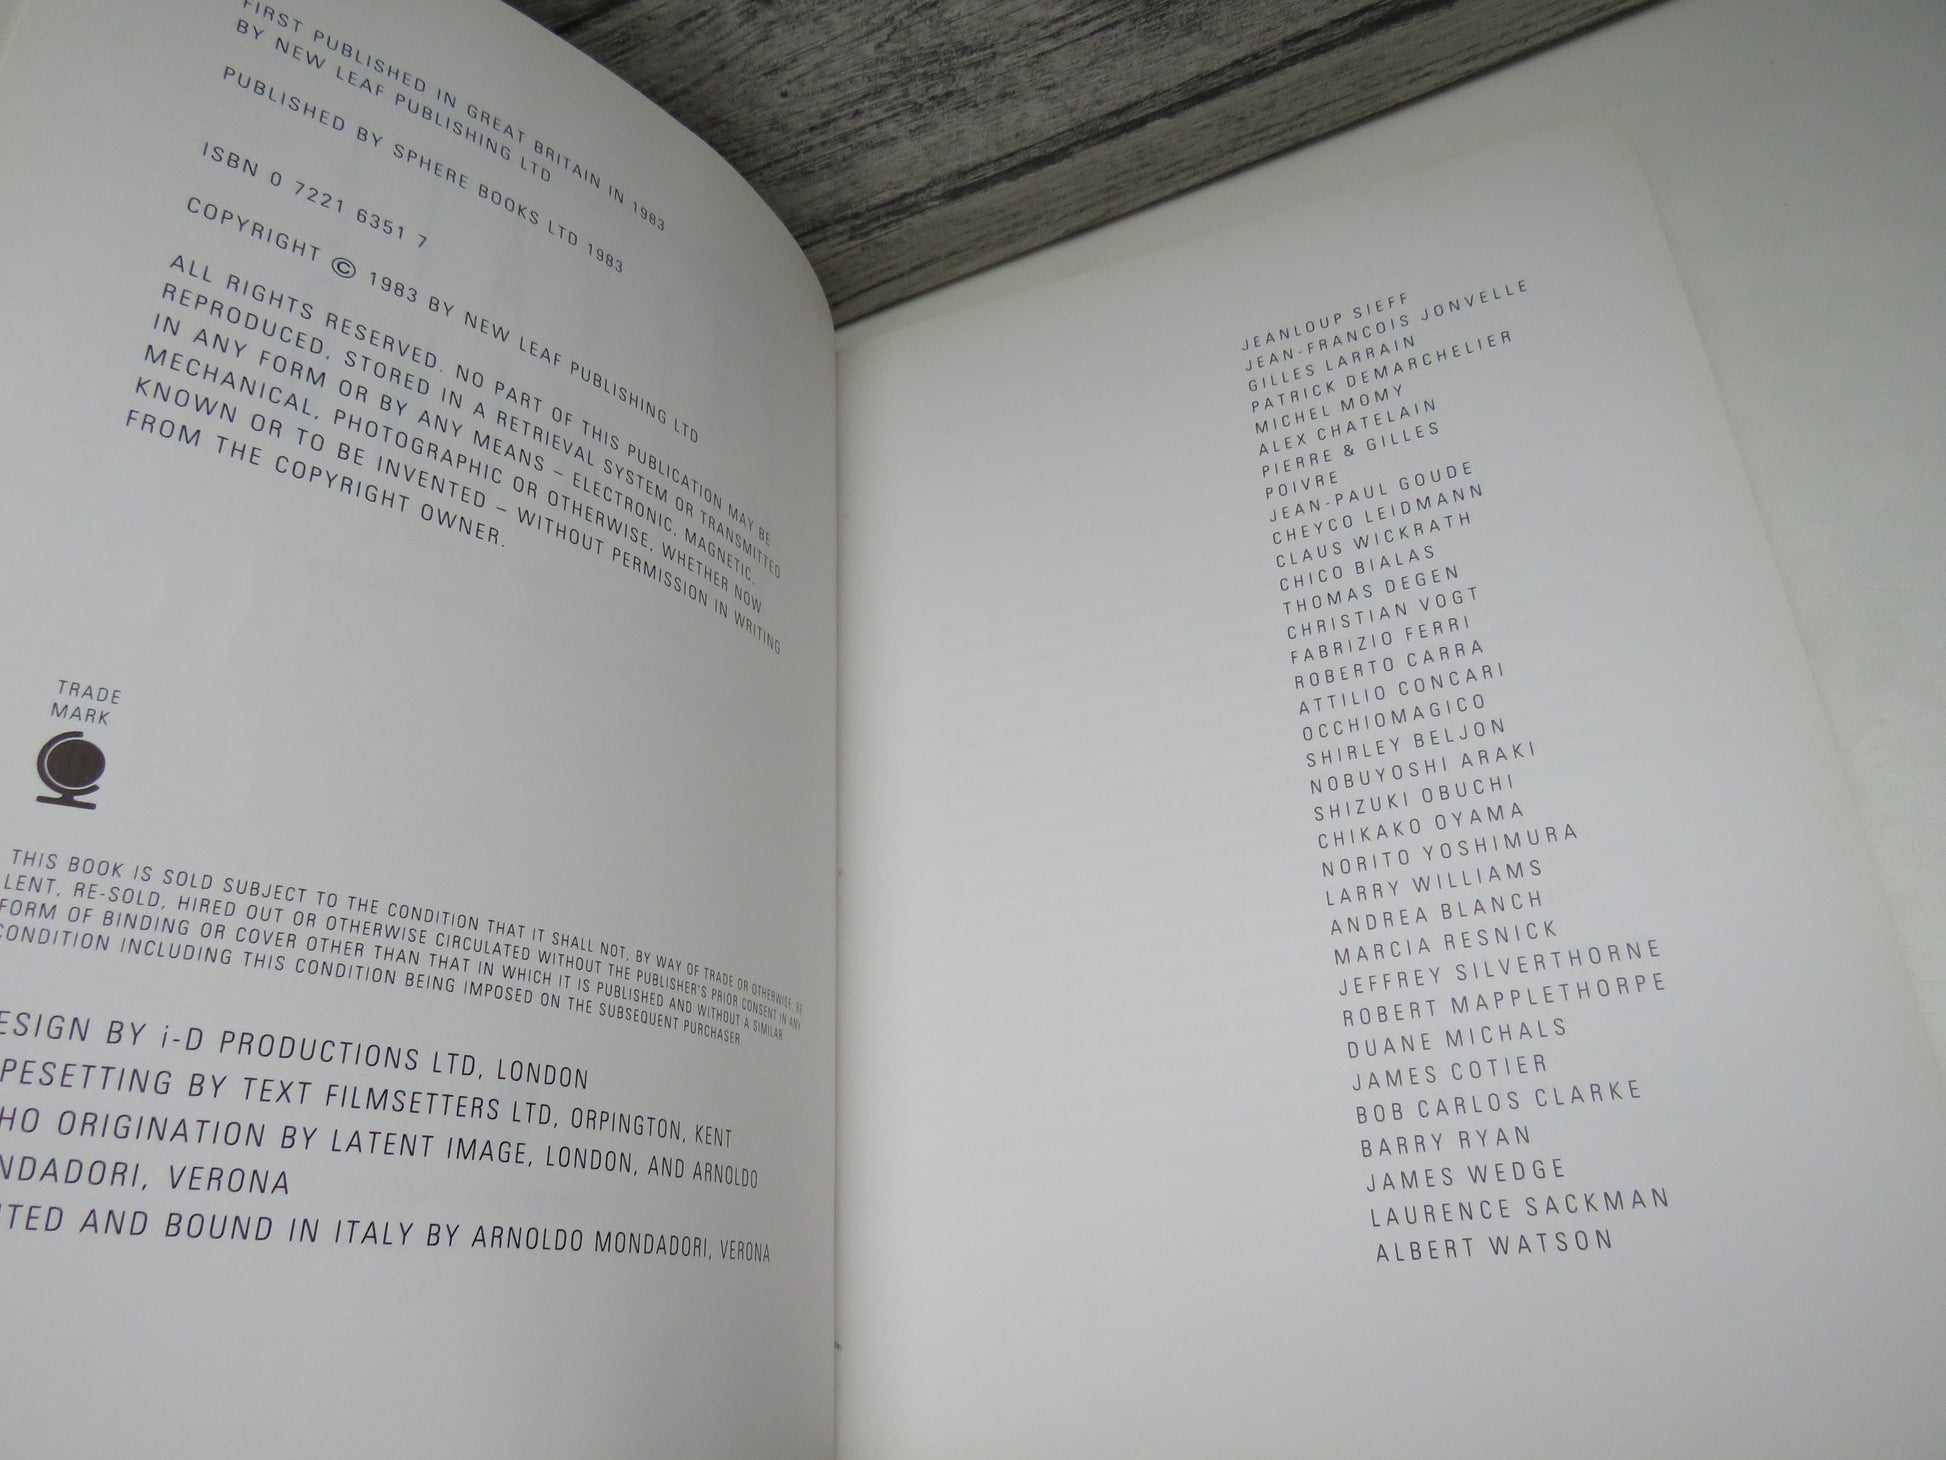 FIRST PUBLISHED IN GREAT BRITAIN IN 1983
BY NEW LEAF PUBLISHING LTD
PUBLISHED BY SPHERE BOOKS LTD 1983
ISBN 0 7221 6351 7
COPYRIGHT © 1983 BY NEW LEAF PUBLISHING LTD
ALL RIGHTS RESERVED. NO PART OF THIS PUBLICATION MAY BE
REPRODUCED, STORED IN A RETRIEVAL SYSTEM OR TRANSMITTED
IN ANY FORM OR BY ANY MEANS – ELECTRONIC, MAGNETIC,
MECHANICAL, PHOTOGRAPHIC OR OTHERWISE, WHETHER NOW
KNOWN OR TO BE INVENTED – WITHOUT PERMISSION IN WRITING
FROM THE COPYRIGHT OWNER.
TRADE
MARK
THIS BOOK IS SOLD SUBJECT TO THE CONDITION THAT IT SHALL NOT, BY WAY OF TRADE OR OTHERWISE, BE
LENT, RE-SOLD, HIRED OUT OR OTHERWISE CIRCULATED WITHOUT THE PUBLISHER'S PRIOR CONSENT IN ANY
FORM OF BINDING OR COVER OTHER THAN THAT IN WHICH IT IS PUBLISHED AND WITHOUT A SIMILAR
CONDITION INCLUDING THIS CONDITION BEING IMPOSED ON THE SUBSEQUENT PURCHASER.
ESIGN BY i-D PRODUCTIONS LTD, LONDON
PESETTING BY TEXT FILMSETTERS LTD, ORPINGTON, KENT
HO ORIGINATION BY LATENT IMAGE, LONDON, AND ARNOLDO
NDADORI, VERONA
TED AND BOUND IN ITALY BY ARNOLDO MONDADORI, VERONA
JEANLOUP SIEFF
JEAN-FRANCOIS JONVELLE
GILLES LARRAIN
PATRICK DEMARCHELIER
MICHEL MOMY
ALEX CHATELAIN
PIERRE & GILLES
POIVRE
JEAN-PAUL GOUDE
CHEYCO LEIDMANN
CLAUS WICKRATH
CHICO BIALAS
THOMAS DEGEN
CHRISTIAN VOGT
FABRIZIO FERRI
ROBERTO CARRA
ATTILIO CONCARI
OCCHIOMAGICO
SHIRLEY BELJON
NOBUYOSHI ARAKI
SHIZUKI OBUCHI
CHIKAKO OYAMA
NORITO YOSHIMURA
LARRY WILLIAMS
ANDREA BLANCH
MARCIA RESNICK
JEFFREY SILVERTHORNE
ROBERT MAPPLETHORPE
DUANE MICHALS
JAMES COTIER
BOB CARLOS CLARKE
BARRY RYAN
JAMES WEDGE
LAURENCE SACKMAN
ALBERT WATSON